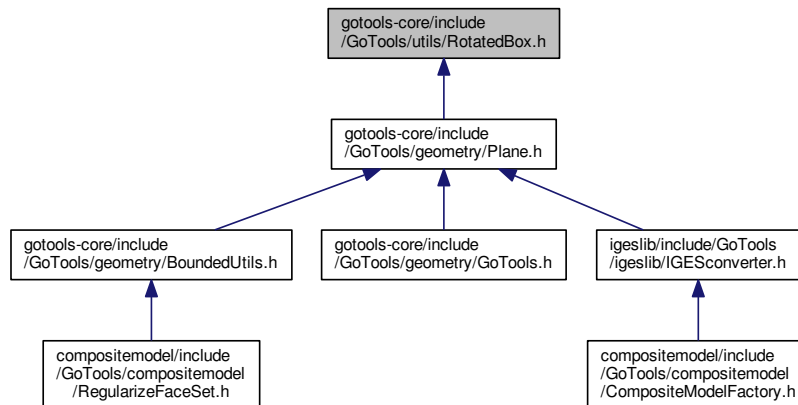 gotools-core/include
/GoTools/utils/RotatedBox.h
gotools-core/include
/GoTools/geometry/Plane.h
gotools-core/include
/GoTools/geometry/BoundedUtils.h
gotools-core/include
/GoTools/geometry/GoTools.h
igeslib/include/GoTools
/igeslib/IGESconverter.h
compositemodel/include
/GoTools/compositemodel
/RegularizeFaceSet.h
compositemodel/include
/GoTools/compositemodel
/CompositeModelFactory.h